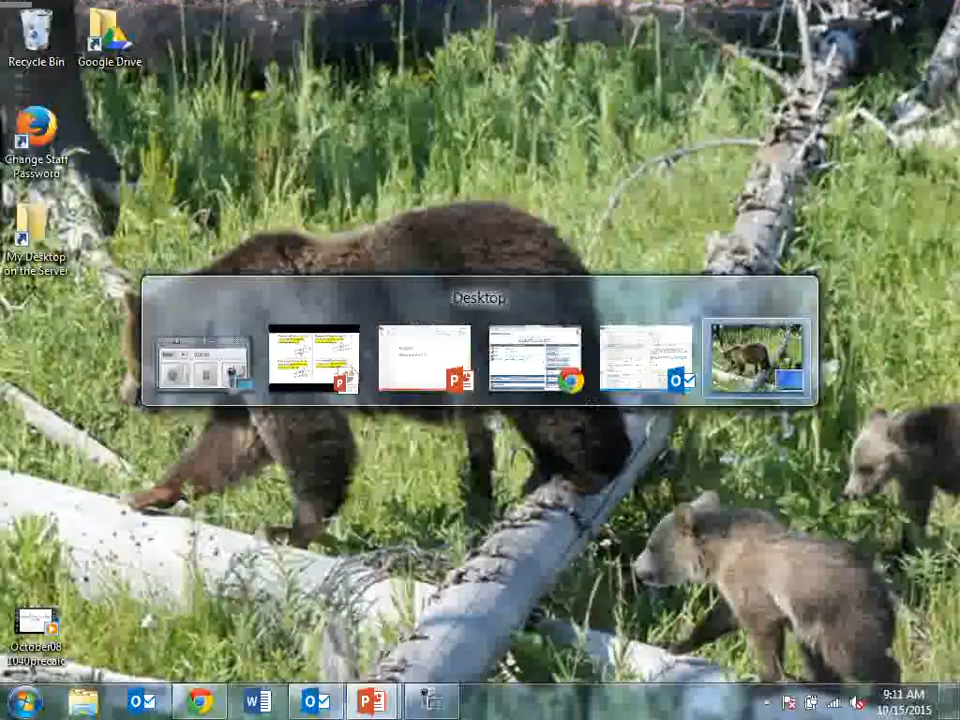 Recycle Bin
Google Drive
Change Staff
Password
My Desktop
on the Server
Desktop
October08
9:11 AM
10/15/2015